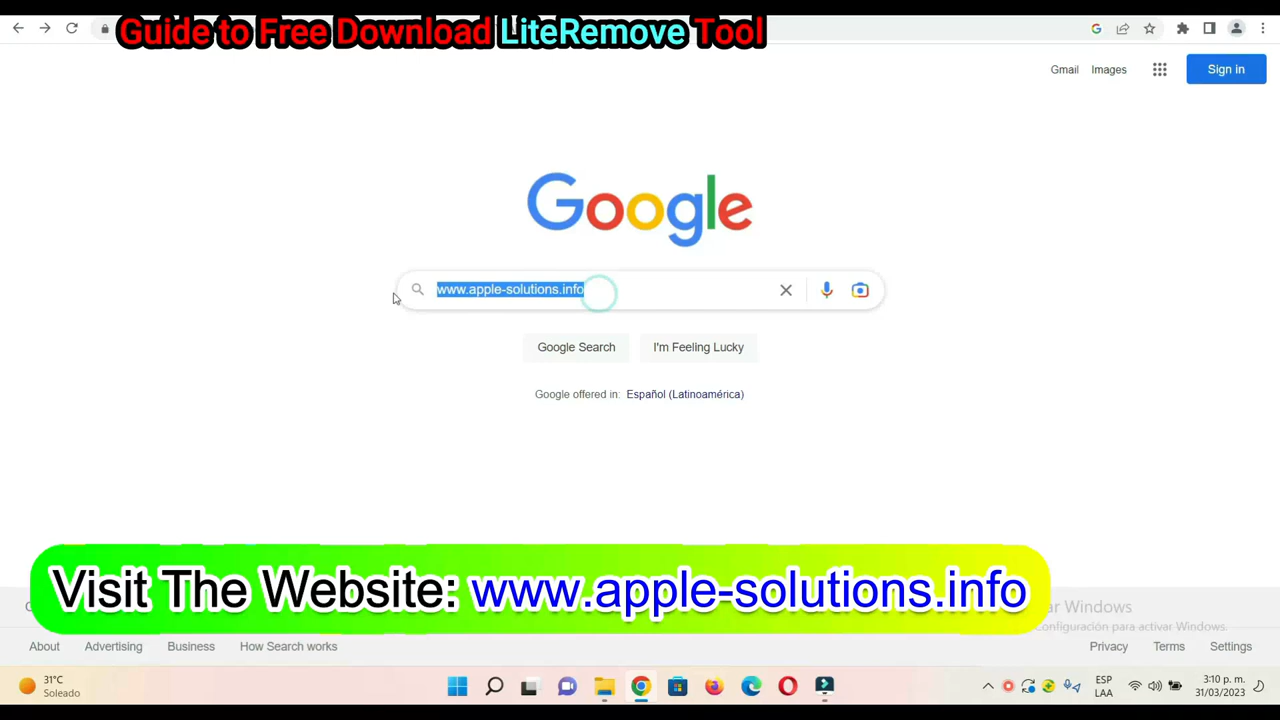 Guide to Free Download LiteRemove Tool
Gmail Images Sign in
Google
www.apple-solutions.info
Google Search I'm Feeling Lucky
Google offered in: Español (Latinoamérica)
Visit The Website: www.apple-solutions.info
ar Windows
Configuración para activar Windows.
About Advertising Business How Search works Privacy Terms Settings
31°C
Soleado
ESP
LAA
3:10 p. m.
31/03/2023